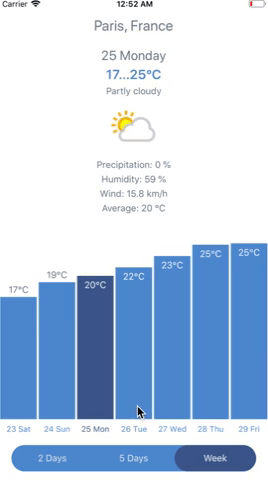 Carrier 12:52 AM
Paris, France
25 Monday
17...25°C
Partly cloudy
Precipitation: 0 %
Humidity: 59 %
Wind: 15.8 km/h
Average: 20 °C
17°C 19°C 20°C 22°C 23°C 25°C 25°C
23 Sat 24 Sun 25 Mon 26 Tue 27 Wed 28 Thu 29 Fri
2 Days 5 Days Week